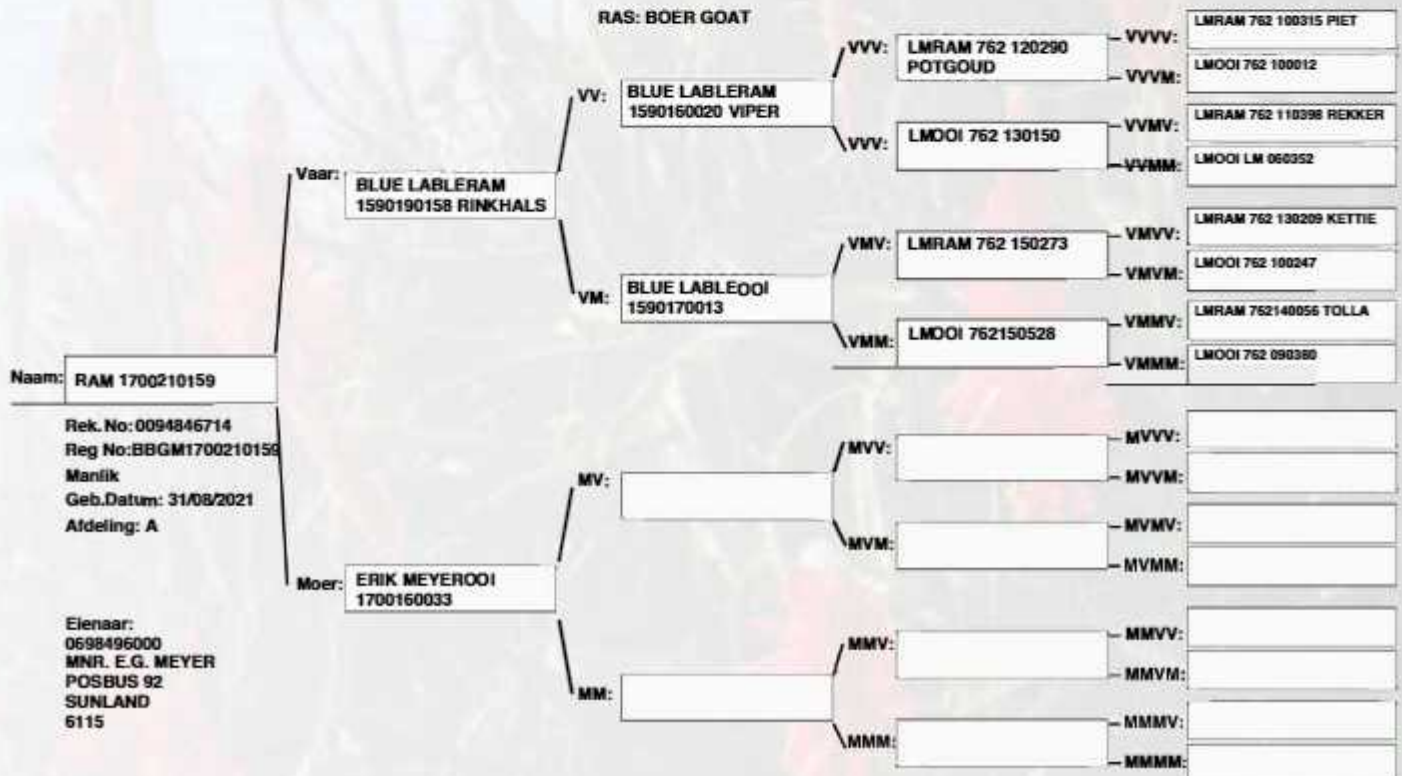 RAS: BOER GOAT
Naam: RAM 1700210159
Rek. No: 0094846714
Reg No:BBGM1700210159
Manlik
Geb.Datum: 31/08/2021
Afdeling: A
Eienaar:
0698496000
MNR. E.G. MEYER
POSBUS 92
SUNLAND
6115
Vaar: BLUE LABLERAM
1590190158 RINKHALS
Moer: ERIK MEYEROOI
1700160033
VV: BLUE LABLERAM
1590160020 VIPER
VM: BLUE LABLEOOI
1590170013
MV:
MM:
VVV: LMRAM 762 120290
POTGOUD
VVV: LMOOI 762 130150
VMV: LMRAM 762 150273
VMM: LMOOI 762150528
MVV:
MVM:
MMV:
MMM:
VVVV: LMRAM 762 100315 PIET
VVVM: LMOOI 762 100012
VVMV: LMRAM 762 110398 REKKER
VVMM: LMOOI LM 060352
VMVV: LMRAM 762 130209 KETTIE
VMVM: LMOOI 762 100247
VMMV: LMRAM 762140056 TOLLA
VMMM: LMOOI 762 090380
MVVV:
MVVM:
MVMV:
MVMM:
MMVV:
MMVM:
MMMV:
MMMM: